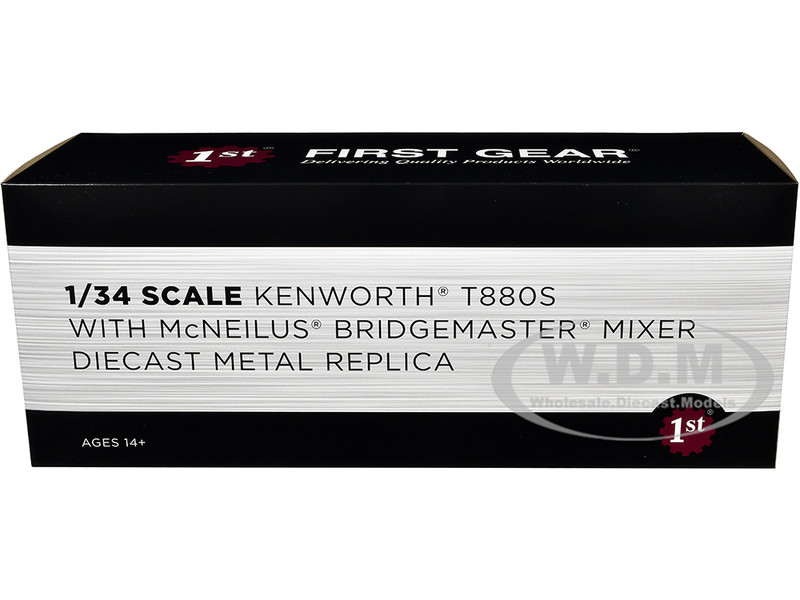 1st® FIRST GEAR®
Delivering Quality Products Worldwide
1/34 SCALE KENWORTH® T880S
WITH McNEILUS® BRIDGEMASTER® MIXER
DIECAST METAL REPLICA
W.D.M
Wholesale.Diecast.Models
AGES 14+
1st®